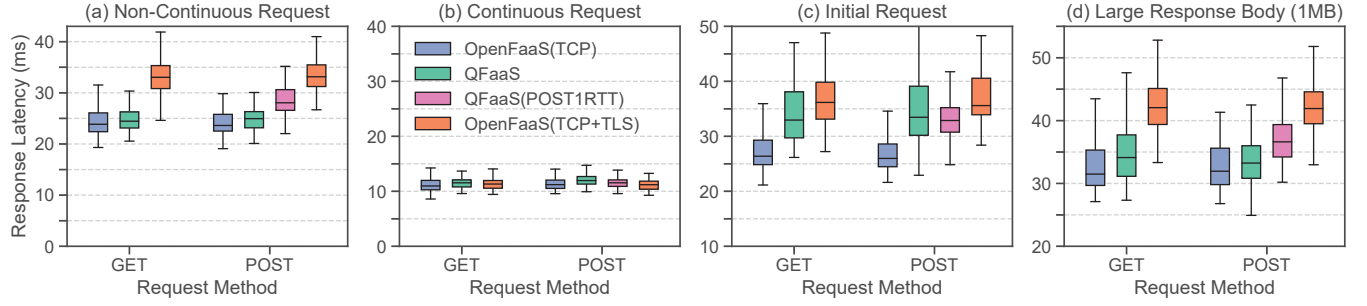 (a) Non-Continuous Request
Response Latency (ms)
40
30
20
10
0
GET
POST
Request Method
(b) Continuous Request
OpenFaaS(TCP)
QFaaS
QFaaS(POST1RTT)
OpenFaaS(TCP+TLS)
40
30
20
10
0
GET
POST
Request Method
(c) Initial Request
50
40
30
20
10
GET
POST
Request Method
(d) Large Response Body (1MB)
50
40
30
20
GET
POST
Request Method